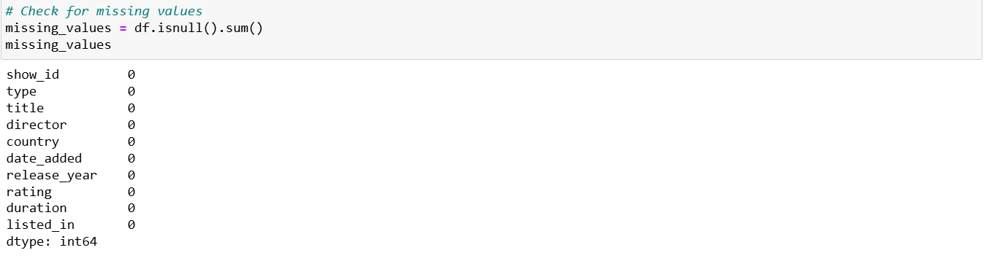 # Check for missing values
missing_values = df.isnull().sum()
missing_values
show_id 0
type 0
title 0
director 0
country 0
date_added 0
release_year 0
rating 0
duration 0
listed_in 0
dtype: int64